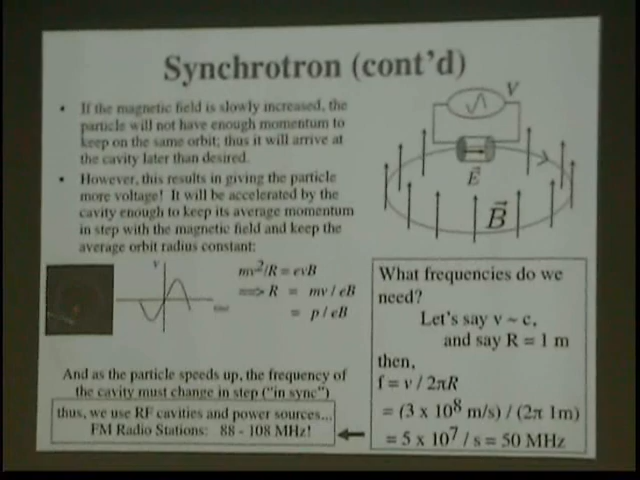 Synchrotron (cont'd)
• If the magnetic field is slowly increased, the
particle will not have enough momentum to
keep on the same orbit; thus it will arrive at
the cavity later than desired.
• However, this results in giving the particle
more voltage! It will be accelerated by the
cavity enough to keep its average momentum
in step with the magnetic field and keep the
average orbit radius constant:
V
E
B
V
time
mv²/R = evB
⟹ R = mv / eB
= p / eB
And as the particle speeds up, the frequency of
the cavity must change in step ("in sync")
thus, we use RF cavities and power sources...
FM Radio Stations: 88 - 108 MHz!
What frequencies do we
need?
Let's say v ~ c,
and say R = 1 m
then,
f = v / 2πR
= (3 x 10⁸ m/s) / (2π 1m)
= 5 x 10⁷ / s = 50 MHz